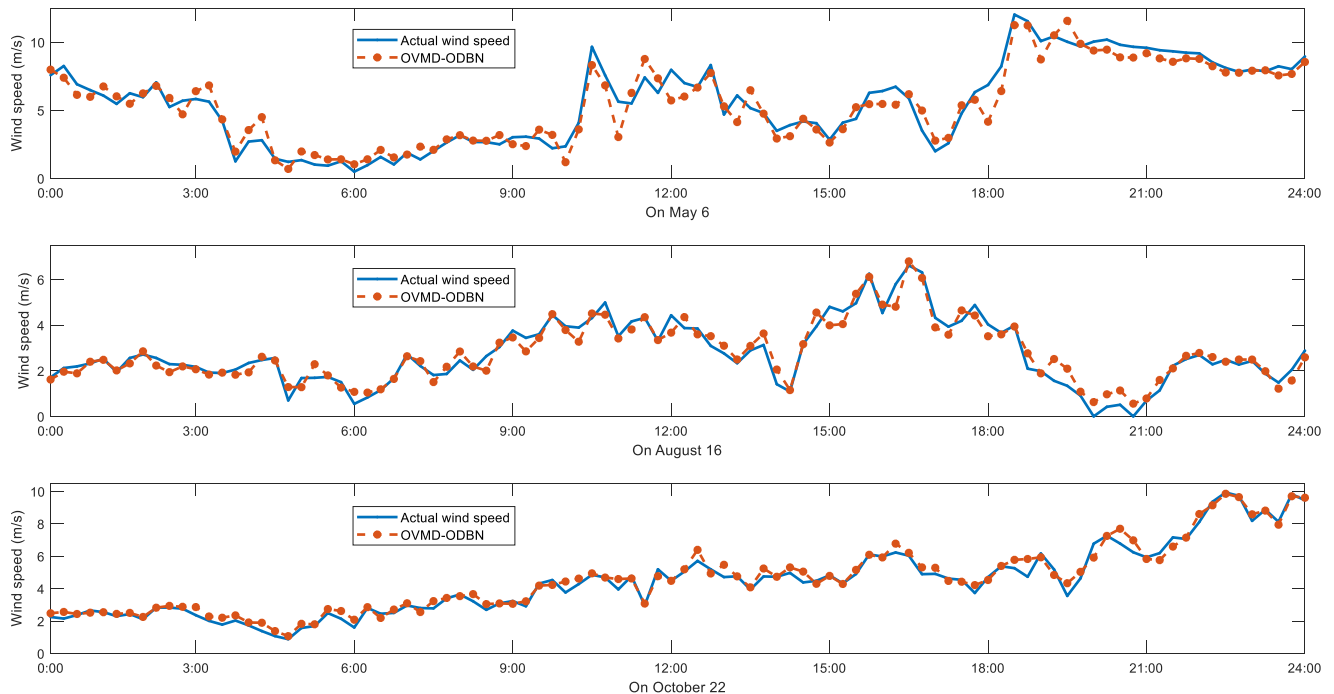 Wind speed (m/s)
10
5
0
Actual wind speed
OVMD-ODBN
0:00 3:00 6:00 9:00 12:00 15:00 18:00 21:00 24:00
On May 6
Wind speed (m/s)
6
4
2
0
Actual wind speed
OVMD-ODBN
0:00 3:00 6:00 9:00 12:00 15:00 18:00 21:00 24:00
On August 16
Wind speed (m/s)
10
8
6
4
2
0
Actual wind speed
OVMD-ODBN
0:00 3:00 6:00 9:00 12:00 15:00 18:00 21:00 24:00
On October 22